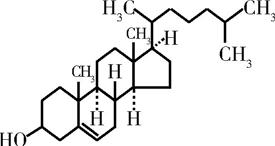 H₃C CH₃
CH₃ H CH₃
CH₃ H
H H
HO